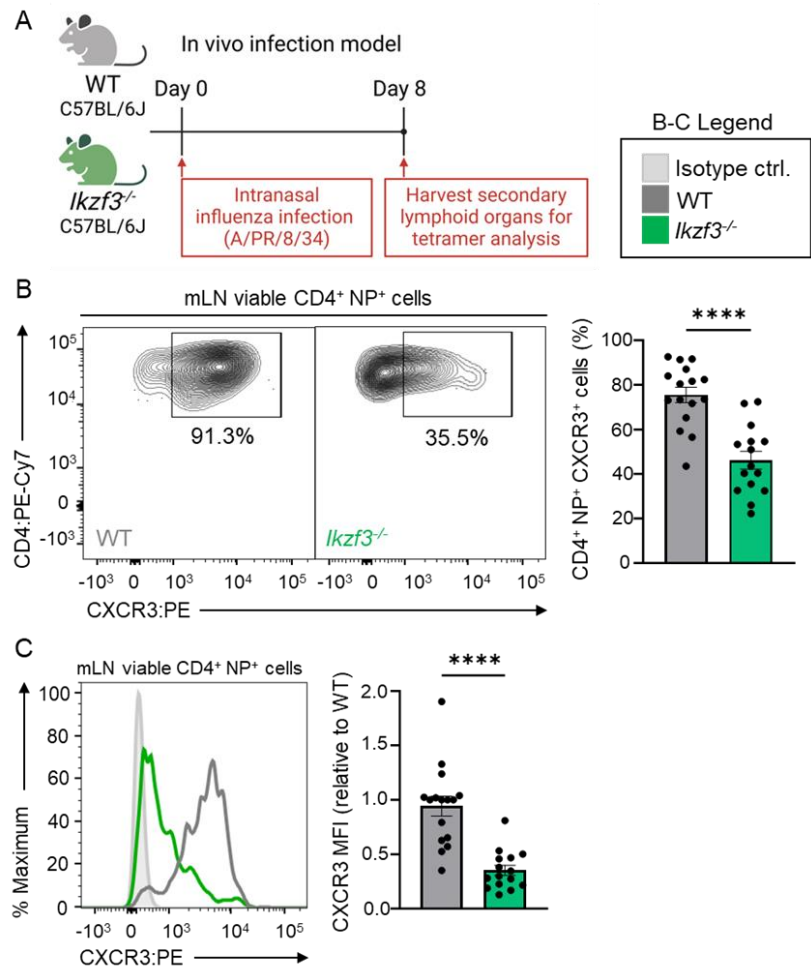 A
In vivo infection model
WT
C57BL/6J
Day 0
Day 8
Ikzf3-/-
C57BL/6J
Intranasal
influenza infection
(A/PR/8/34)
Harvest secondary
lymphoid organs for
tetramer analysis
B-C Legend
Isotype ctrl.
WT
Ikzf3-/-
B
mLN viable CD4+ NP+ cells
CD4:PE-Cy7
10⁵
10⁴
10³
0
-10³
91.3%
35.5%
WT
Ikzf3-/-
-10³ 0 10³ 10⁴ 10⁵
-10³ 0 10³ 10⁴ 10⁵
CXCR3:PE
CD4+ NP+ CXCR3+ cells (%)
****
100
80
60
40
20
0
C
mLN viable CD4+ NP+ cells
% Maximum
100
80
60
40
20
0
-10³ 0 10³ 10⁴ 10⁵
CXCR3:PE
CXCR3 MFI (relative to WT)
****
2.0
1.5
1.0
0.5
0.0